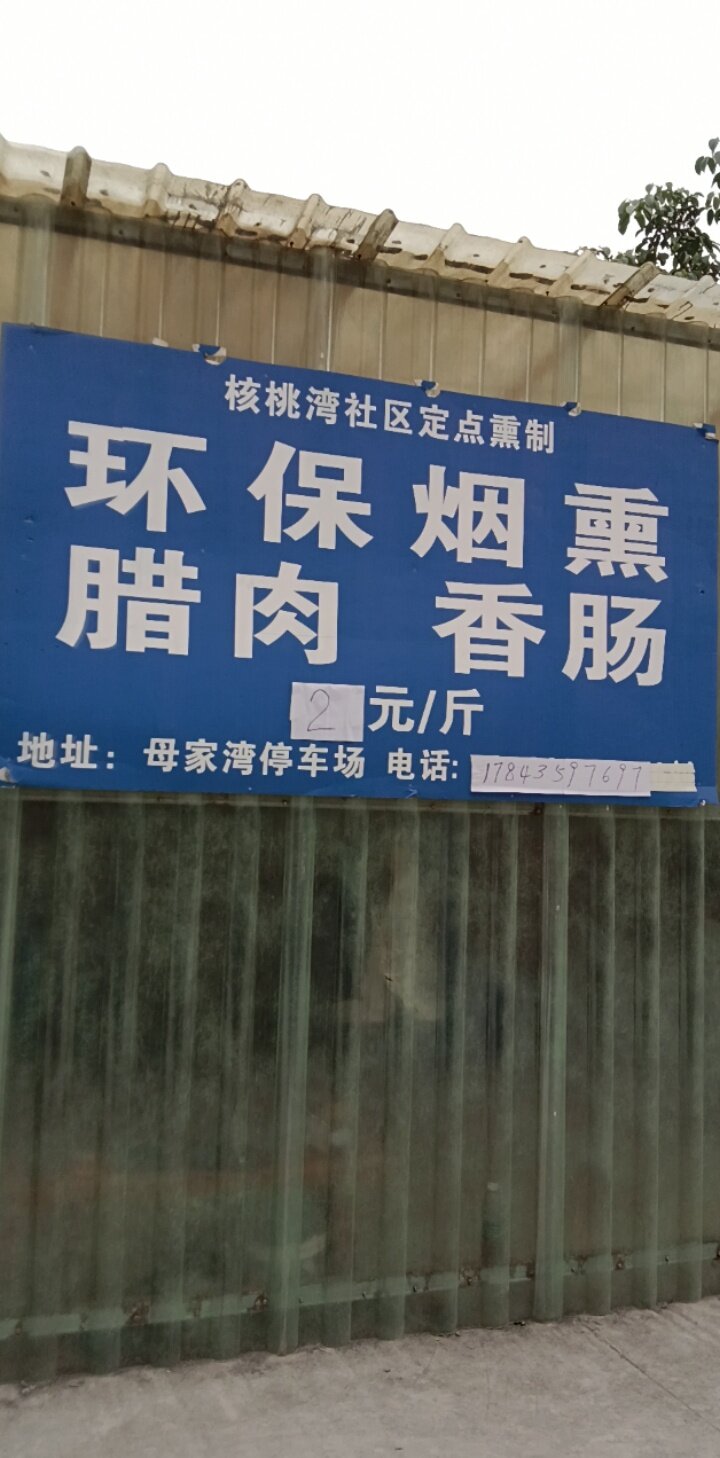 核桃湾社区定点熏制
环保烟熏
腊肉 香肠
2元/斤
地址：母家湾停车场 电话:17843597697